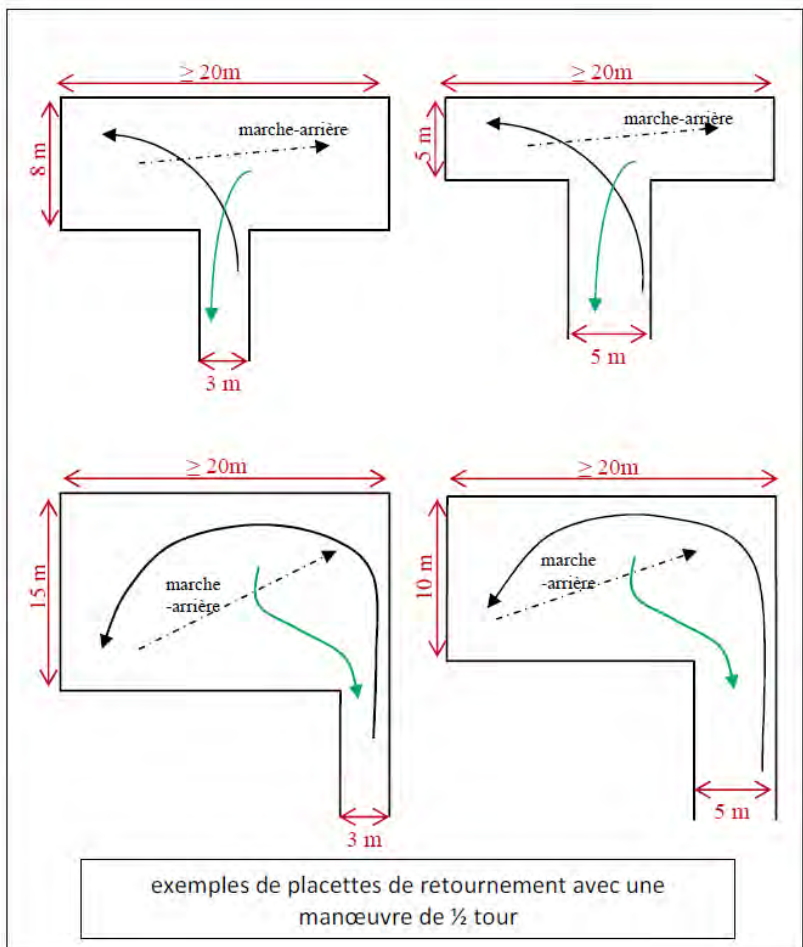 ≥ 20m
≥ 20m
marche-arrière
marche-arrière
8 m
5 m
3 m
5 m
≥ 20m
≥ 20m
marche
-arrière
marche
-arrière
15 m
10 m
3 m
5 m
exemples de placettes de retournement avec une
manœuvre de ½ tour